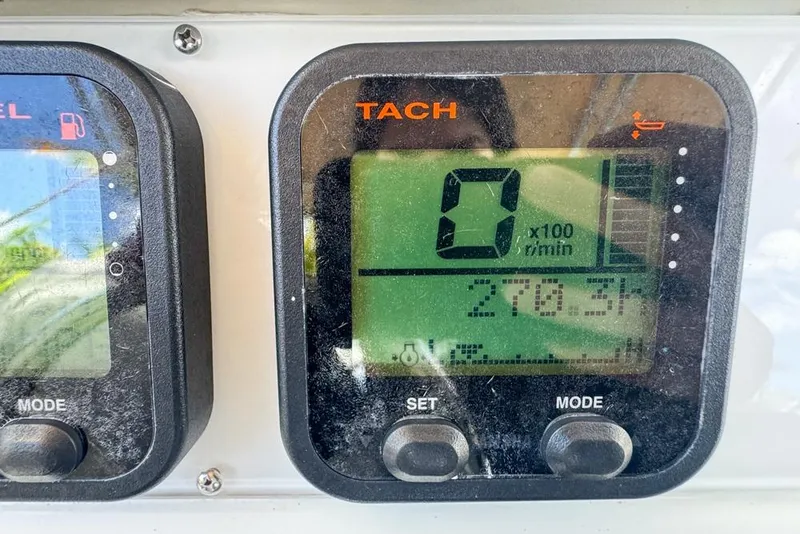 EL
MODE
TACH
0
x100
r/min
270.3h
SET
MODE